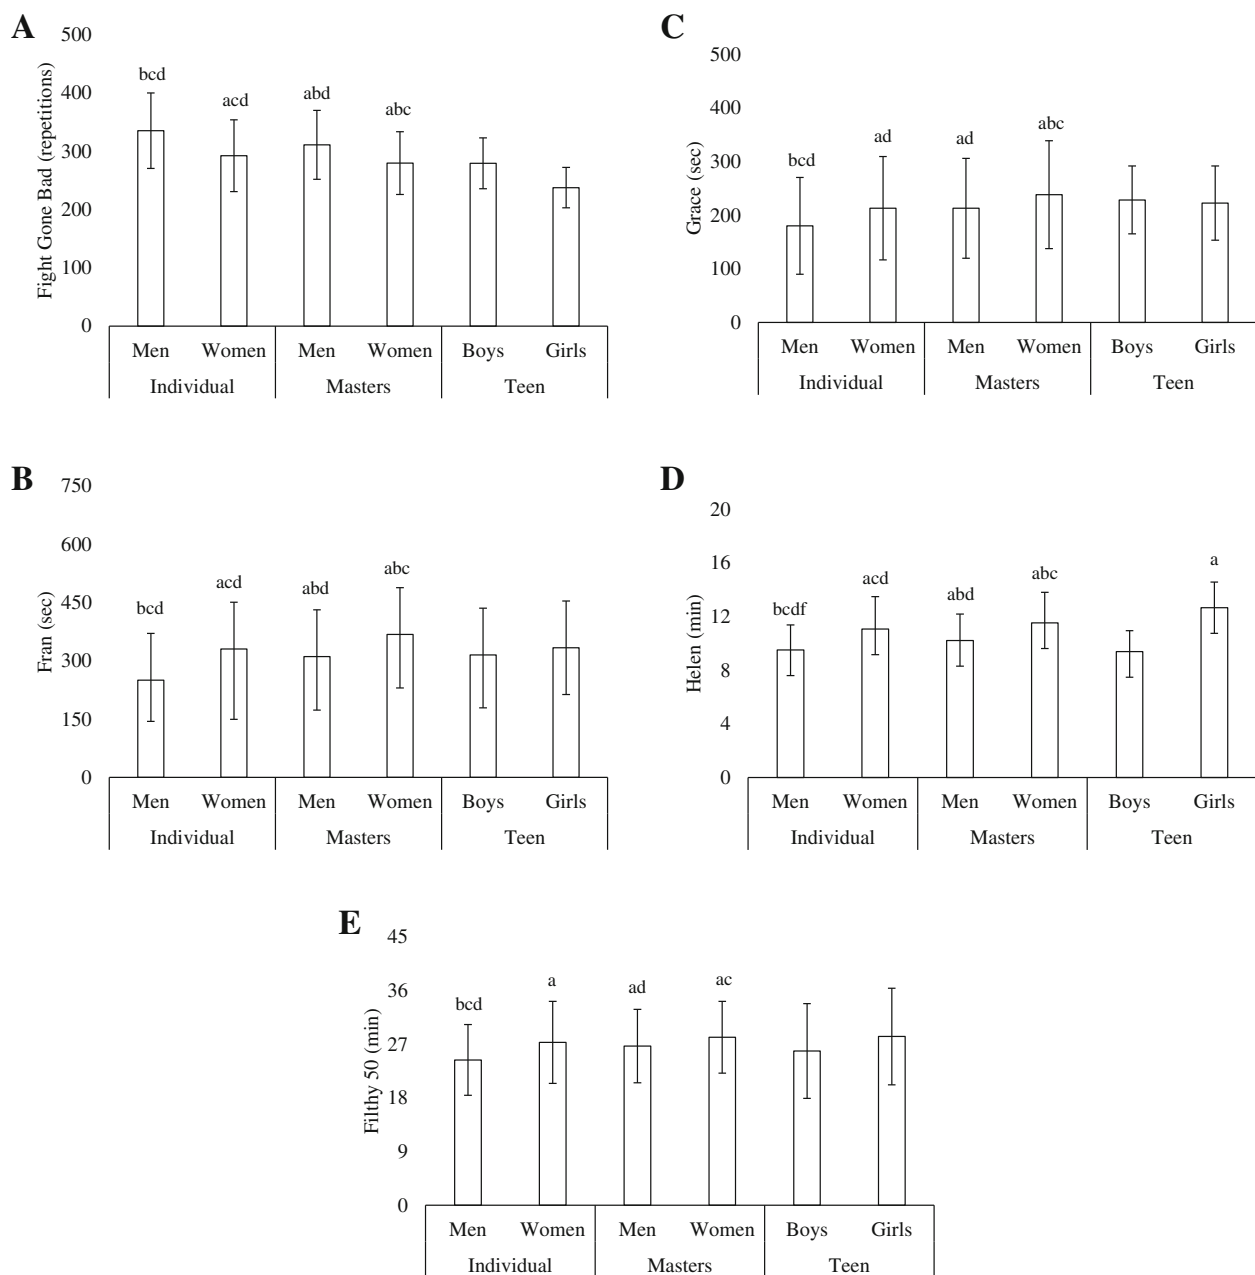 A
Fight Gone Bad (repetitions)
500
400
300
200
100
0
bcd
acd
abd
abc
Men Women Men Women Boys Girls
Individual Masters Teen
C
Grace (sec)
500
400
300
200
100
0
bcd
ad
ad
abc
Men Women Men Women Boys Girls
Individual Masters Teen
B
Fran (sec)
750
600
450
300
150
0
bcd
acd
abd
abc
Men Women Men Women Boys Girls
Individual Masters Teen
D
Helen (min)
20
16
12
8
4
0
bcdf
acd
abd
abc
a
Men Women Men Women Boys Girls
Individual Masters Teen
E
Filthy 50 (min)
45
36
27
18
9
0
bcd
a
ad
ac
Men Women Men Women Boys Girls
Individual Masters Teen